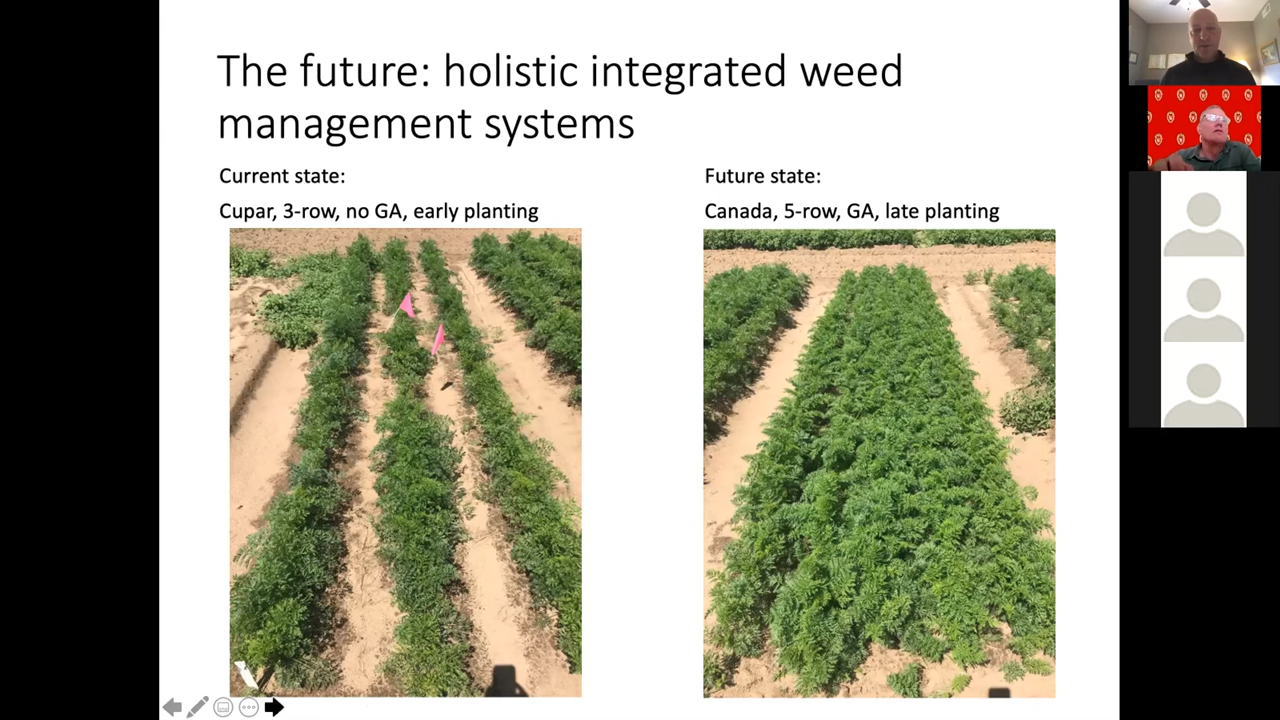 The future: holistic integrated weed
management systems
Current state:
Cupar, 3-row, no GA, early planting
Future state:
Canada, 5-row, GA, late planting